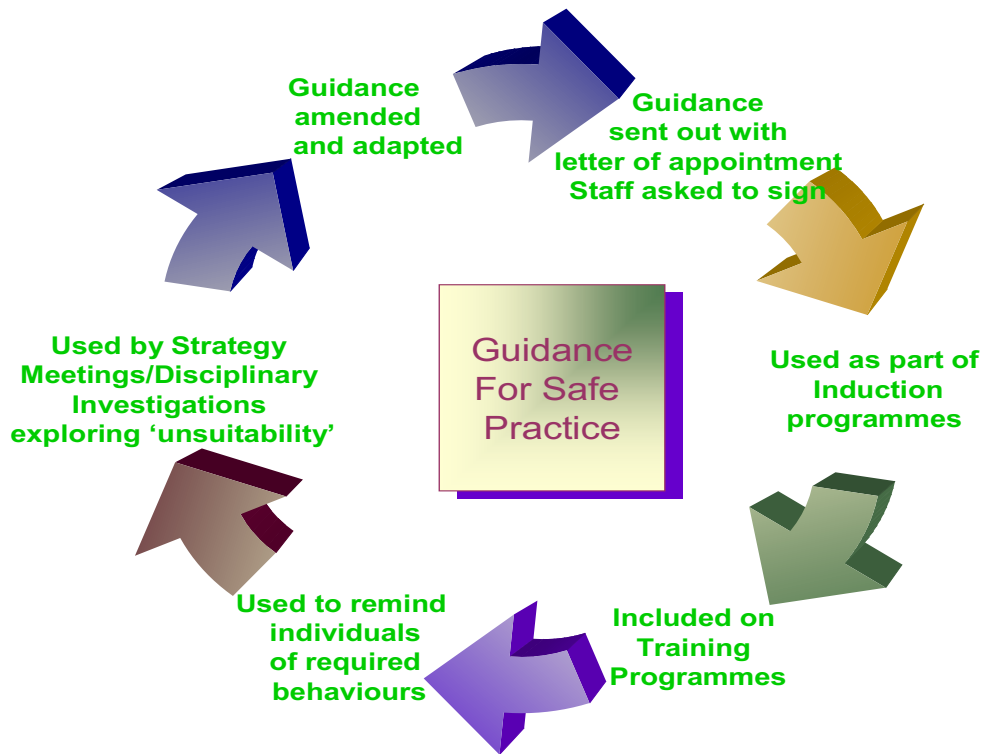 Guidance
amended
and adapted
Guidance
sent out with
letter of appointment
Staff asked to sign
Used as part of
Induction
programmes
Included on
Training
Programmes
Used to remind
individuals
of required
behaviours
Used by Strategy
Meetings/Disciplinary
Investigations
exploring ‘unsuitability’
Guidance
For Safe
Practice